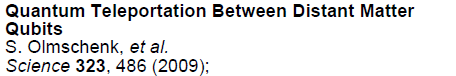 Quantum Teleportation Between Distant Matter
Qubits
S. Olmschenk, et al.
Science 323, 486 (2009);